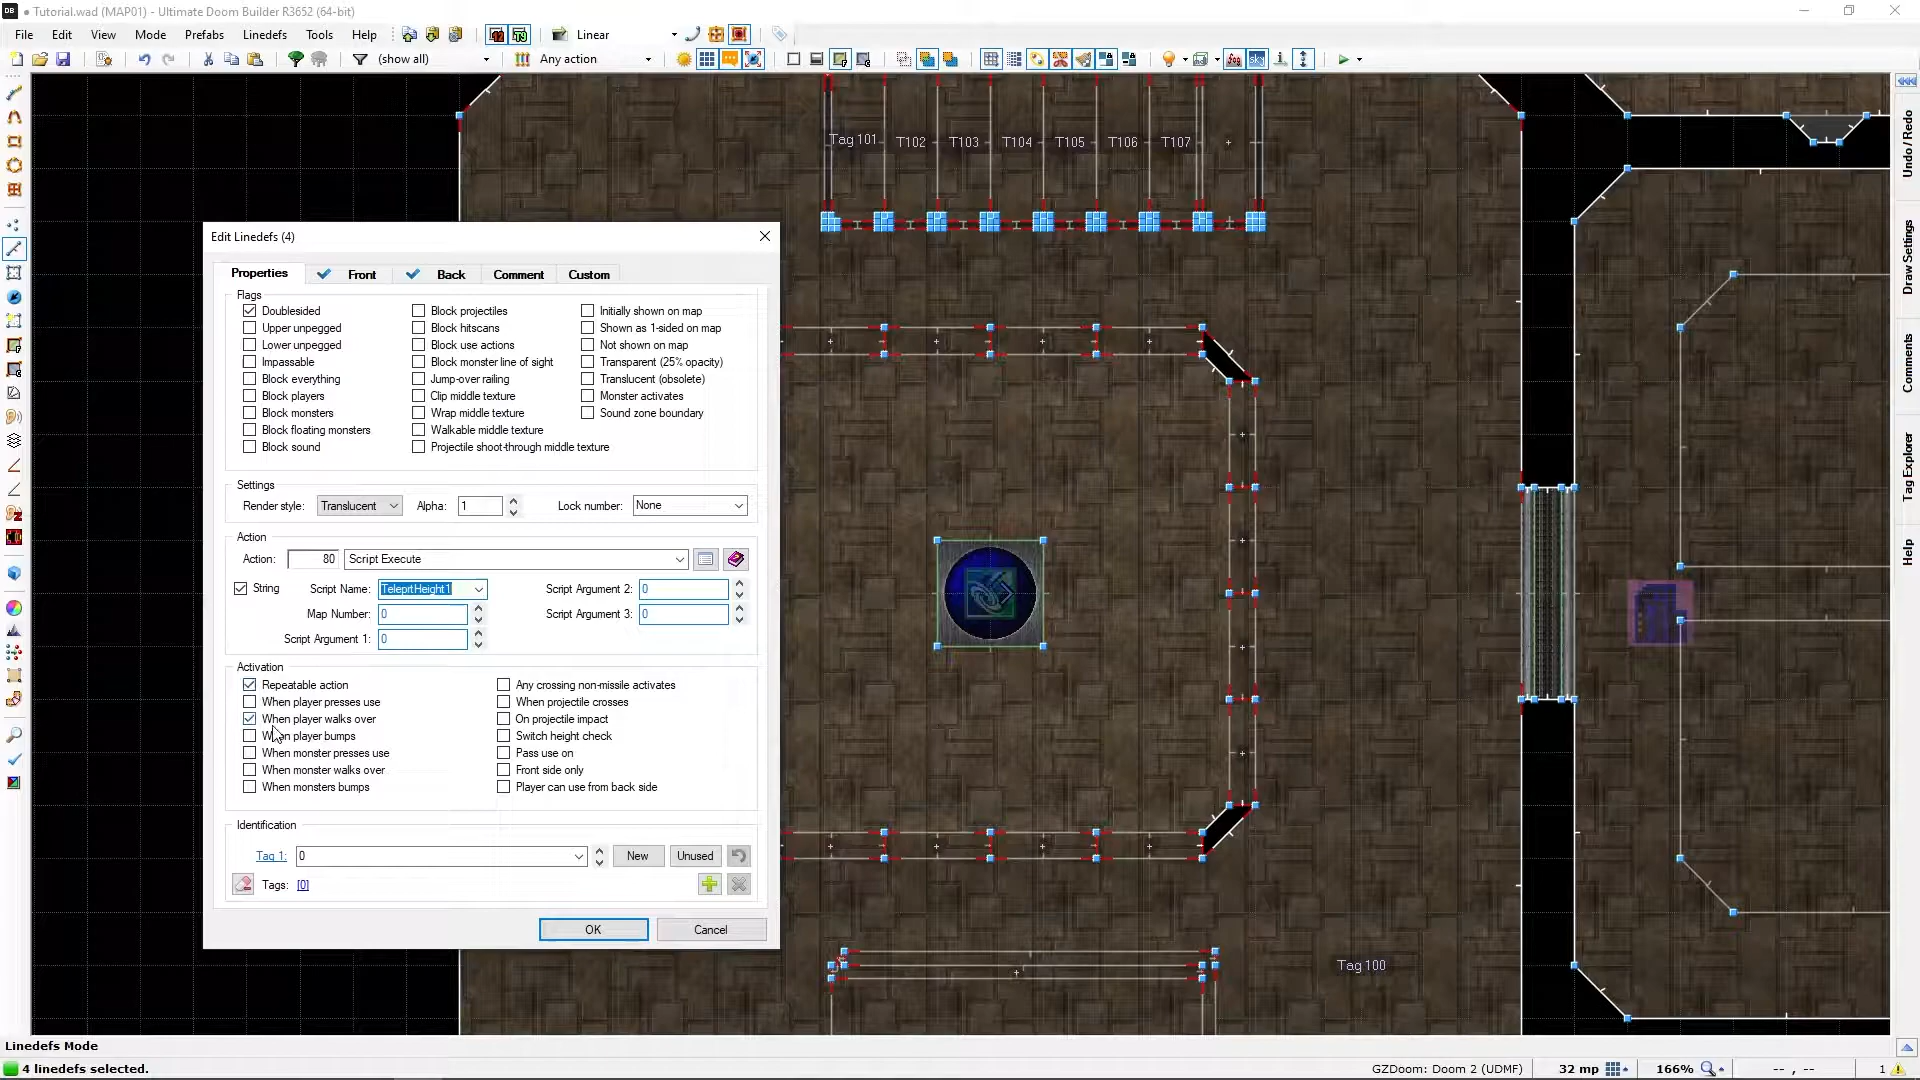 Tutorial.wad (MAP01) - Ultimate Doom Builder R3652 (64-bit)
File Edit View Mode Prefabs Linedefs Tools Help Linear
(show all) Any action
Tag 101 T102 T103 T104 T105 T106 T107
Edit Linedefs (4)
Properties Front Back Comment Custom
Flags
Doublesided Block projectiles Initially shown on map
Upper unpegged Block hitscans Shown as 1-sided on map
Lower unpegged Block use actions Not shown on map
Impassable Block monster line of sight Transparent (25% opacity)
Block everything Jump-over railing Translucent (obsolete)
Block players Clip middle texture Monster activates
Block monsters Wrap middle texture Sound zone boundary
Block floating monsters Walkable middle texture
Block sound Projectile shoot-through middle texture
Settings
Render style: Translucent Alpha: 1 Lock number: None
Action
Action: 80 Script Execute
String Script Name: TeleprtHeight1 Script Argument 2: 0
Map Number: 0 Script Argument 3: 0
Script Argument 1: 0
Activation
Repeatable action Any crossing non-missile activates
When player presses use When projectile crosses
When player walks over On projectile impact
When player bumps Switch height check
When monster presses use Pass use on
When monster walks over Front side only
When monsters bumps Player can use from back side
Identification
Tag 1: 0 New Unused
Tags: [0]
OK Cancel
Tag 100
Undo / Redo
Draw Settings
Comments
Tag Explorer
Help
Linedefs Mode
4 linedefs selected. GZDoom: Doom 2 (UDMF) 32 mp 166% -- , -- 1